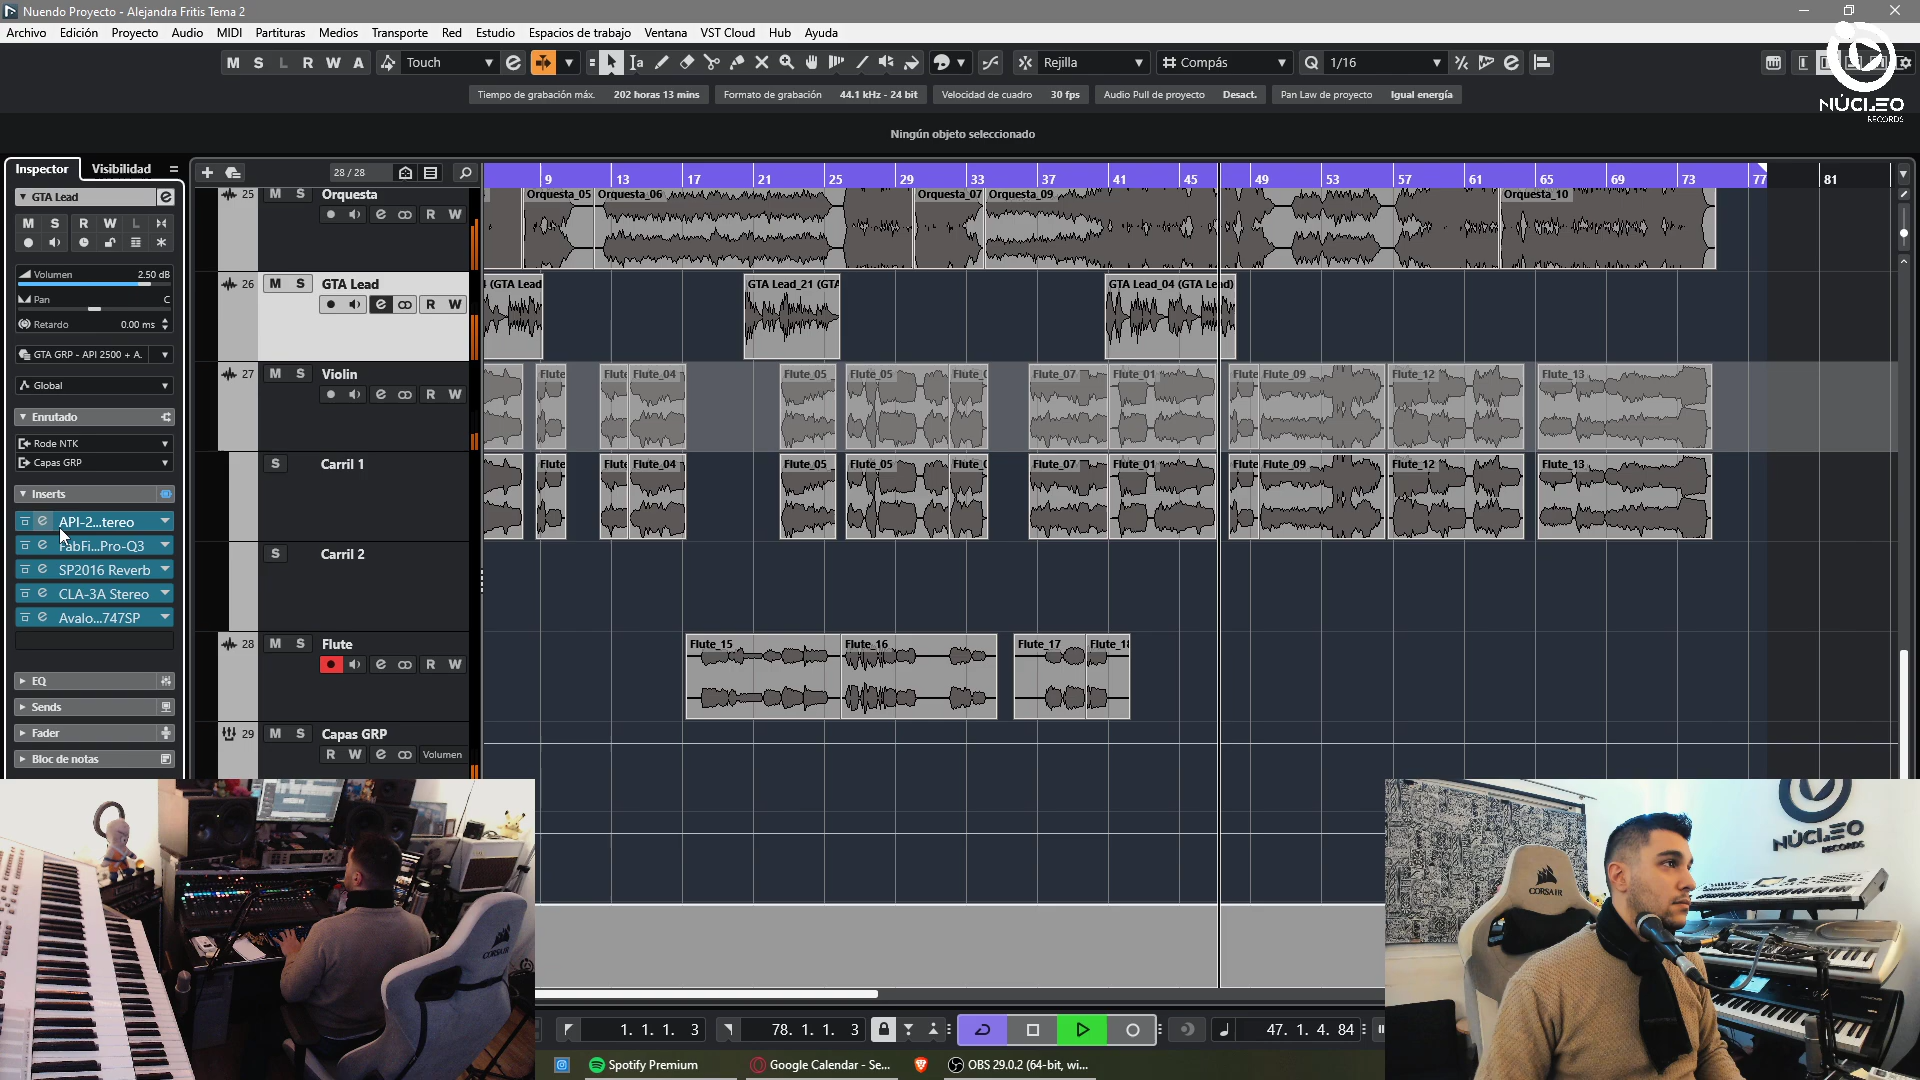 Nuendo Proyecto - Alejandra Fritis Tema 2
Archivo Edición Proyecto Audio MIDI Partituras Medios Transporte Red Estudio Espacios de trabajo Ventana VST Cloud Hub Ayuda
M S L R W A Touch Rejilla Compás Q 1/16
NÚCLEO
RECORDS
Tiempo de grabación máx. 202 horas 13 mins Formato de grabación 44.1 kHz - 24 bit Velocidad de cuadro 30 fps Audio Pull de proyecto Desact. Pan Law de proyecto Igual energía
Ningún objeto seleccionado
Inspector Visibilidad
28 / 28
9 13 17 21 25 29 33 37 41 45 49 53 57 61 65 69 73 77 81
GTA Lead
M S R W L
Volumen 2.50 dB
Pan C
Retardo 0.00 ms
GTA GRP - API 2500 + A.
Global
Enrutado
Rode NTK
Capas GRP
Inserts
API-2...tereo
FabFi...Pro-Q3
SP2016 Reverb
CLA-3A Stereo
Avalo...747SP
EQ
Sends
Fader
Bloc de notas
25 M S Orquesta
R W
Orquesta_05 Orquesta_06 Orquesta_07 Orquesta_09 Orquesta_10
26 M S GTA Lead
R W
(GTA Lead GTA Lead_21 (GTA GTA Lead_04 (GTA Lead)
27 M S Violin
R W
Flute Flute Flute_04 Flute_05 Flute_05 Flute_0 Flute_07 Flute_01 Flute Flute_09 Flute_12 Flute_13
S Carril 1
Flute Flute Flute_04 Flute_05 Flute_05 Flute_0 Flute_07 Flute_01 Flute Flute_09 Flute_12 Flute_13
S Carril 2
28 M S Flute
R W
Flute_15 Flute_16 Flute_17 Flute_18
29 M S Capas GRP
R W Volumen
CORSAIR
NÚCLEO
RECORDS
CORSAIR
1. 1. 1. 3 78. 1. 1. 3 47. 1. 4. 84
Spotify Premium Google Calendar - Se... OBS 29.0.2 (64-bit, wi...